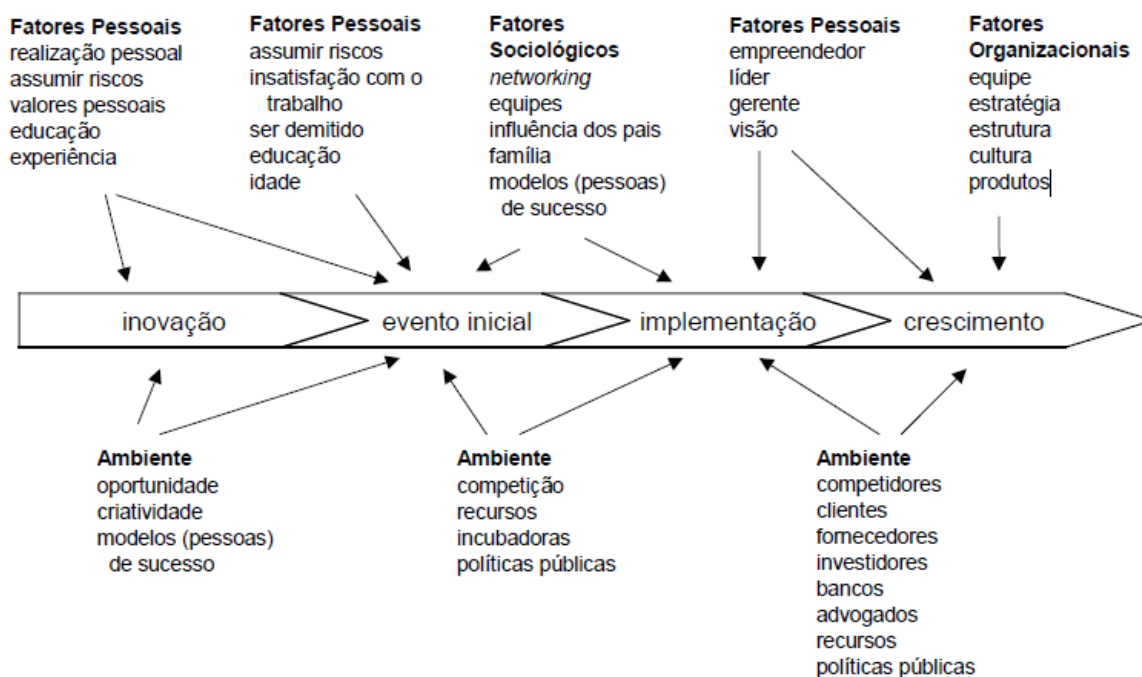 Fatores Pessoais
realização pessoal
assumir riscos
valores pessoais
educação
experiência
Fatores Pessoais
assumir riscos
insatisfação com o
trabalho
ser demitido
educação
idade
Fatores
Sociológicos
networking
equipes
influência dos pais
família
modelos (pessoas)
de sucesso
Fatores Pessoais
empreendedor
líder
gerente
visão
Fatores
Organizacionais
equipe
estratégia
estrutura
cultura
produtos
inovação
evento inicial
implementação
crescimento
Ambiente
oportunidade
criatividade
modelos (pessoas)
de sucesso
Ambiente
competição
recursos
incubadoras
políticas públicas
Ambiente
competidores
clientes
fornecedores
investidores
bancos
advogados
recursos
políticas públicas